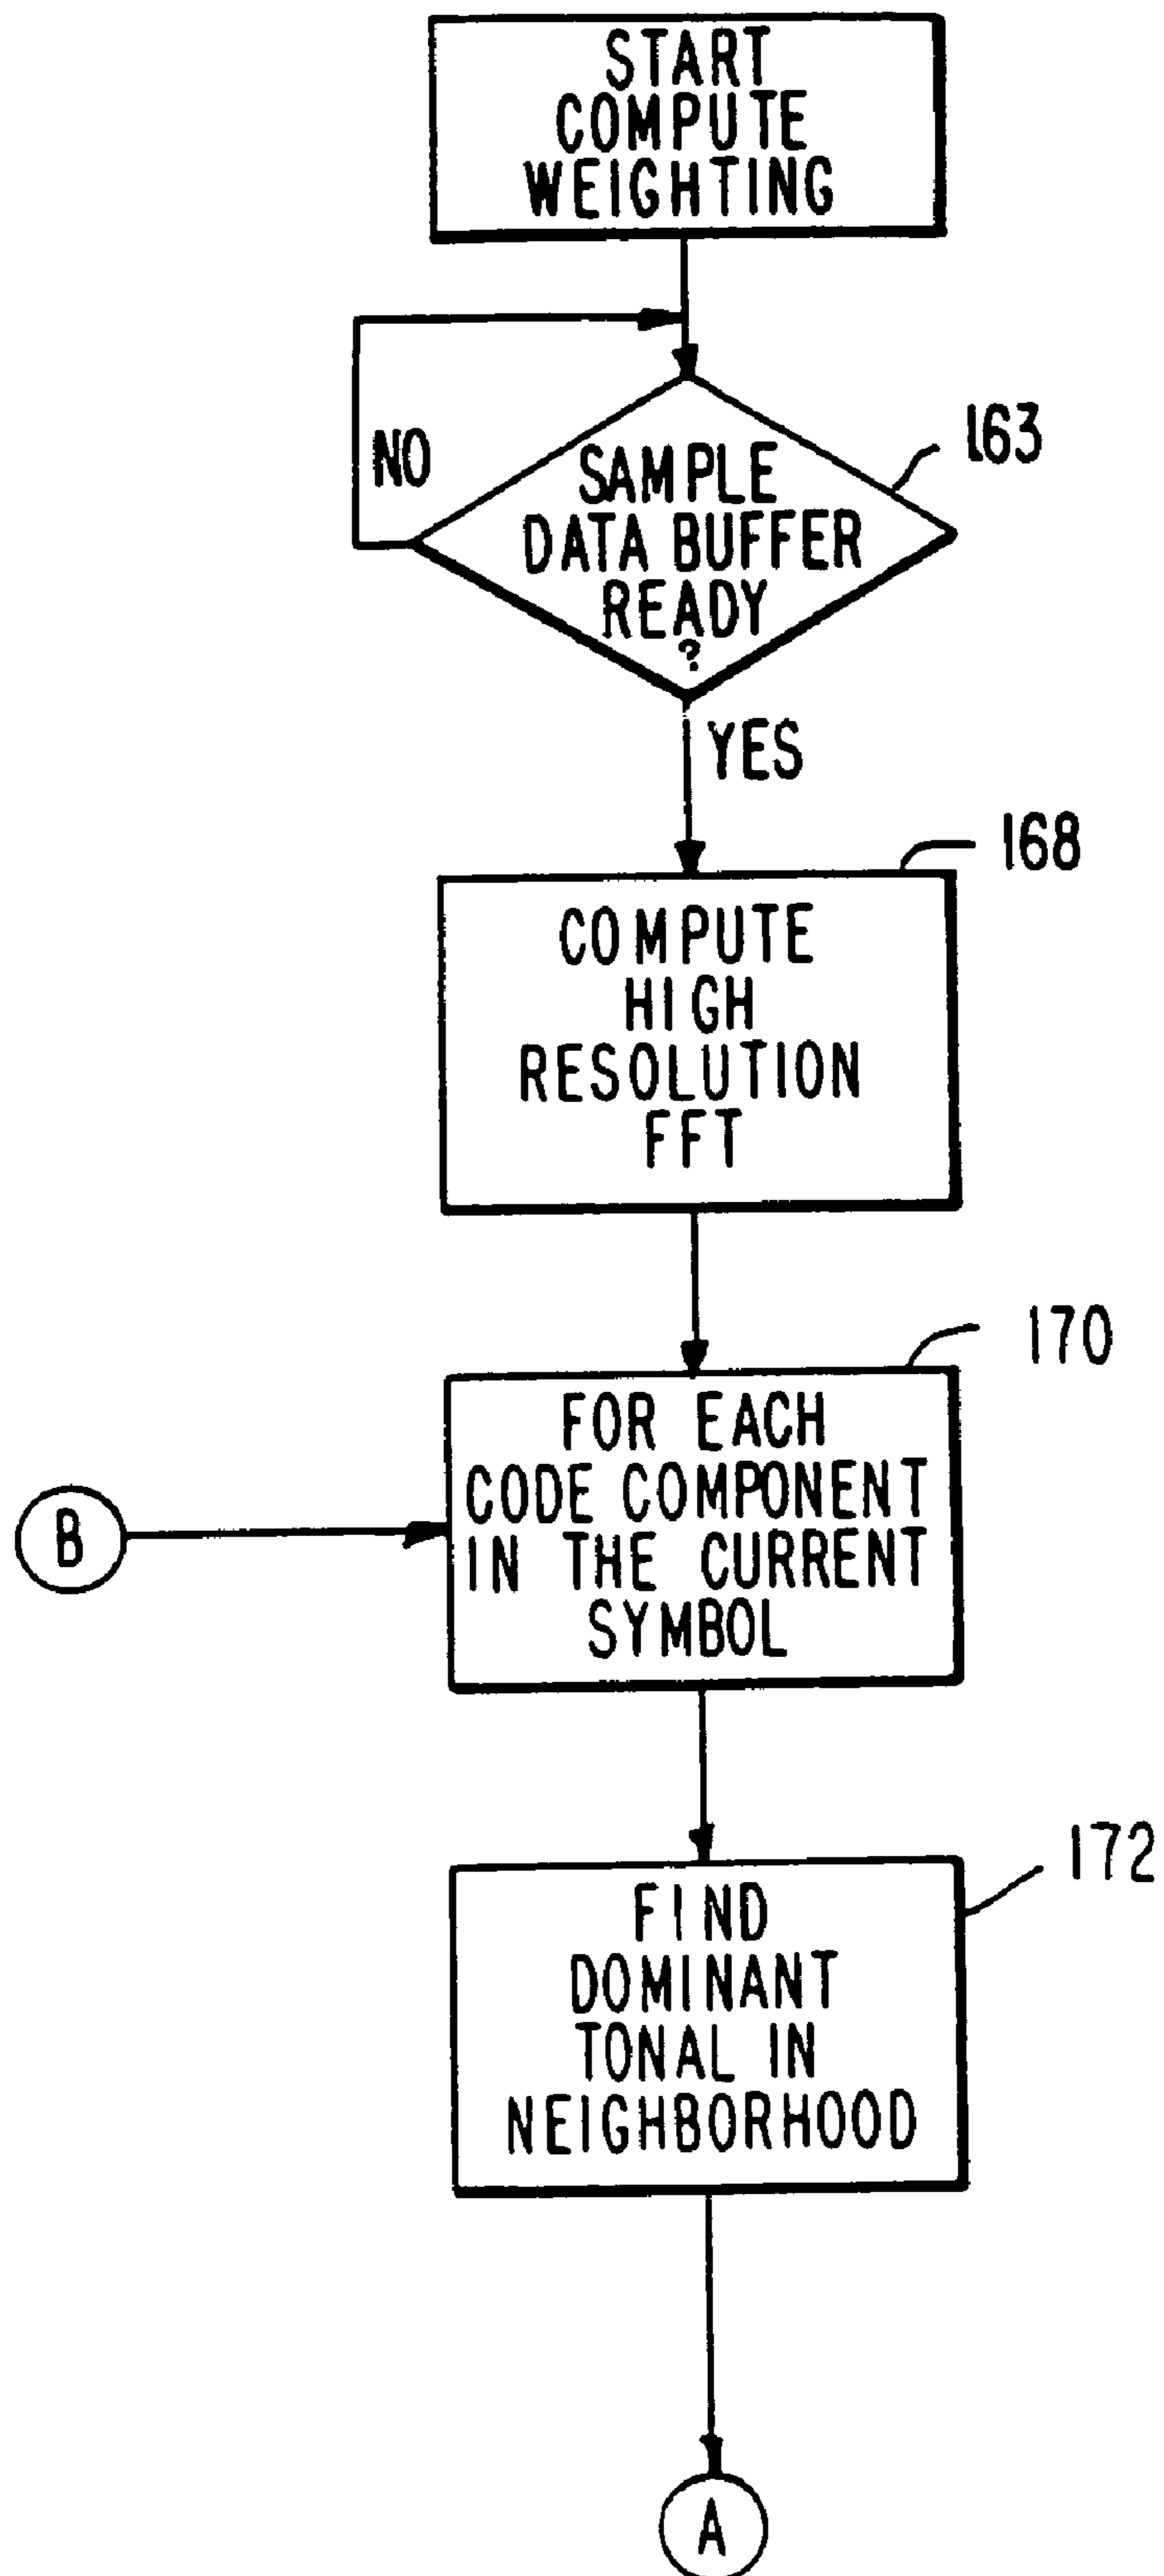 START
COMPUTE
WEIGHTING
NO
163
SAMPLE
DATA BUFFER
READY
?
YES
168
COMPUTE
HIGH
RESOLUTION
FFT
170
FOR EACH
CODE COMPONENT
IN THE CURRENT
SYMBOL
B
172
FIND
DOMINANT
TONAL IN
NEIGHBORHOOD
A